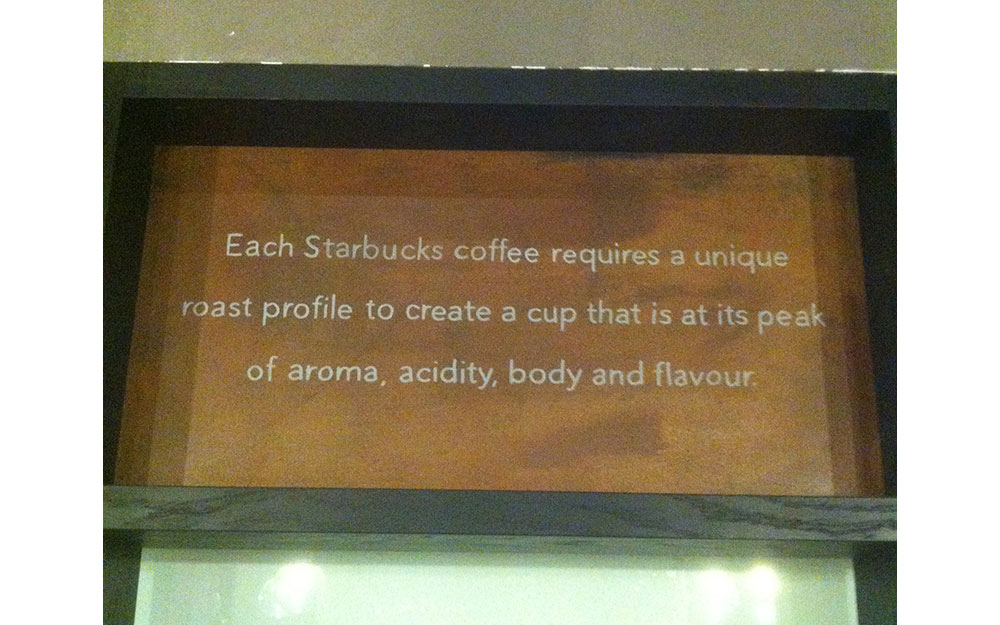 Each Starbucks coffee requires a unique
roast profile to create a cup that is at its peak
of aroma, acidity, body and flavour.